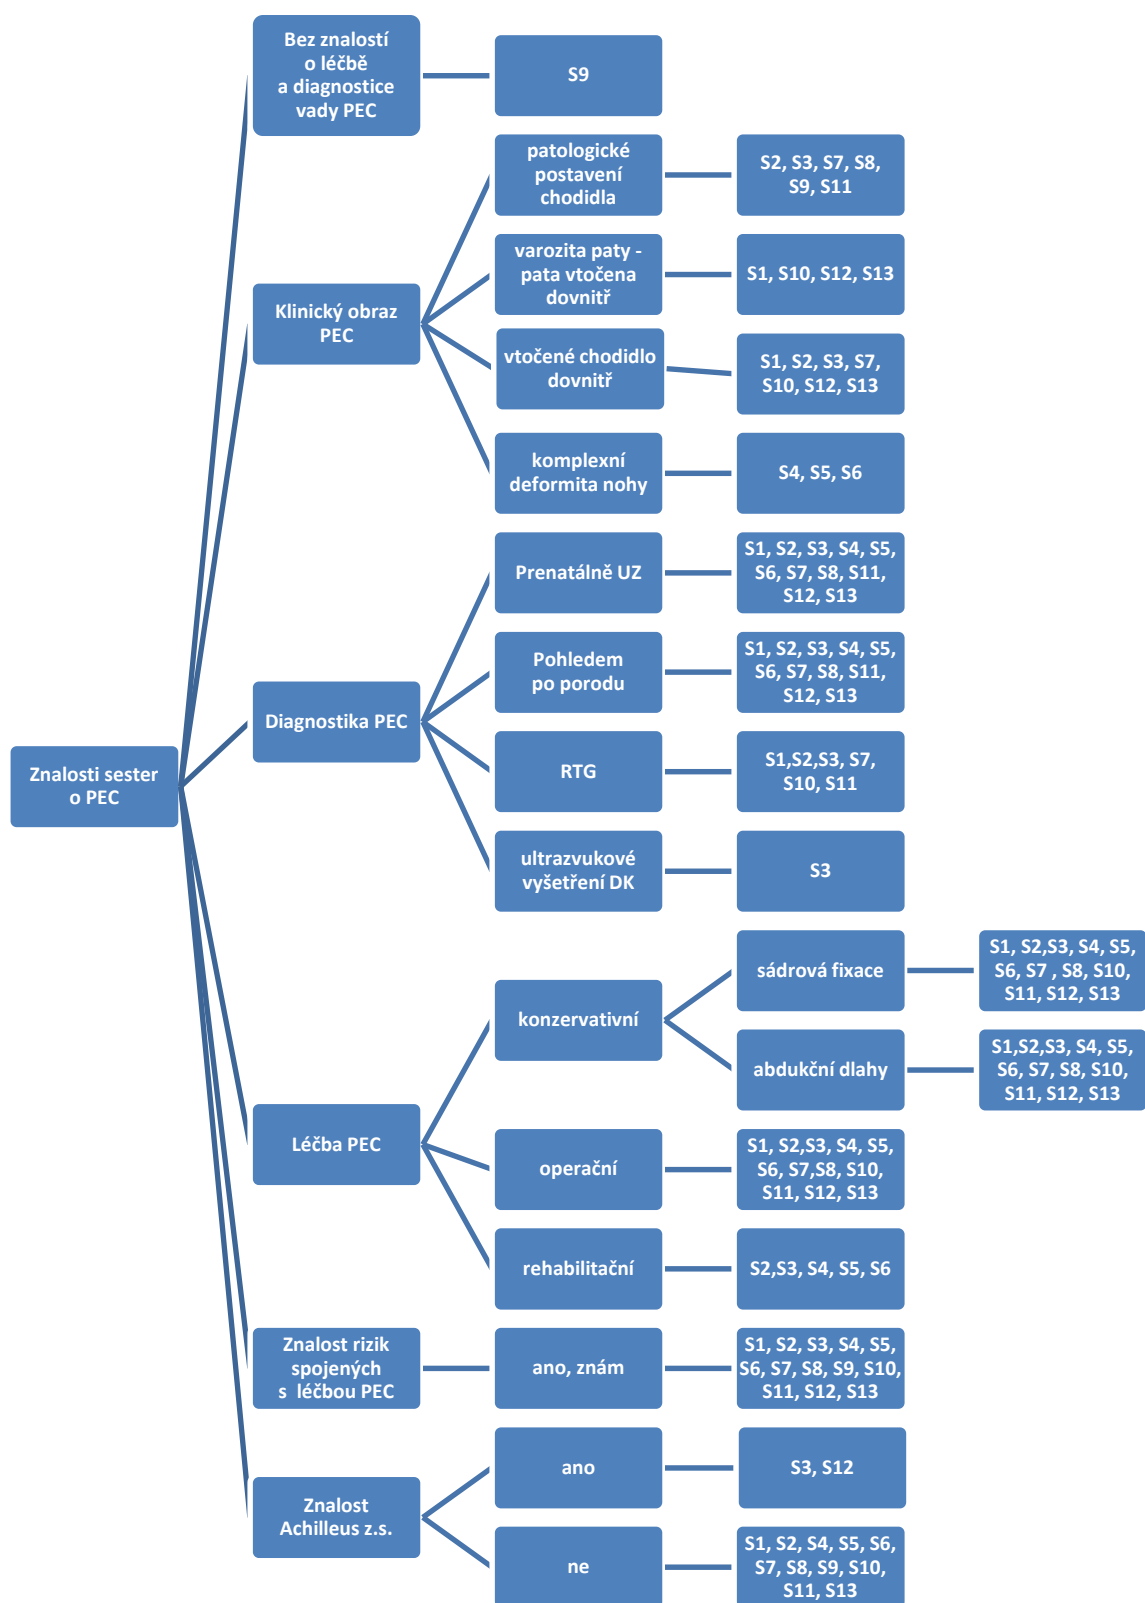 Znalosti sester
o PEC
Bez znalostí
o léčbě
a diagnostice
vady PEC
S9
Klinický obraz
PEC
patologické
postavení
chodidla
S2, S3, S7, S8,
S9, S11
varozita paty -
pata vtočena
dovnitř
S1, S10, S12, S13
vtočené chodidlo
dovnitř
S1, S2, S3, S7,
S10, S12, S13
komplexní
deformita nohy
S4, S5, S6
Diagnostika PEC
Prenatálně UZ
S1, S2, S3, S4, S5,
S6, S7, S8, S11,
S12, S13
Pohledem
po porodu
S1, S2, S3, S4, S5,
S6, S7, S8, S11,
S12, S13
RTG
S1,S2,S3, S7,
S10, S11
ultrazvukové
vyšetření DK
S3
Léčba PEC
konzervativní
sádrová fixace
S1, S2,S3, S4, S5,
S6, S7 , S8, S10,
S11, S12, S13
abdukční dlahy
S1,S2,S3, S4, S5,
S6, S7, S8, S10,
S11, S12, S13
operační
S1, S2,S3, S4, S5,
S6, S7,S8, S10,
S11, S12, S13
rehabilitační
S2,S3, S4, S5, S6
Znalost rizik
spojených
s léčbou PEC
ano, znám
S1, S2, S3, S4, S5,
S6, S7, S8, S9, S10,
S11, S12, S13
Znalost
Achilleus z.s.
ano
S3, S12
ne
S1, S2, S4, S5, S6,
S7, S8, S9, S10,
S11, S13